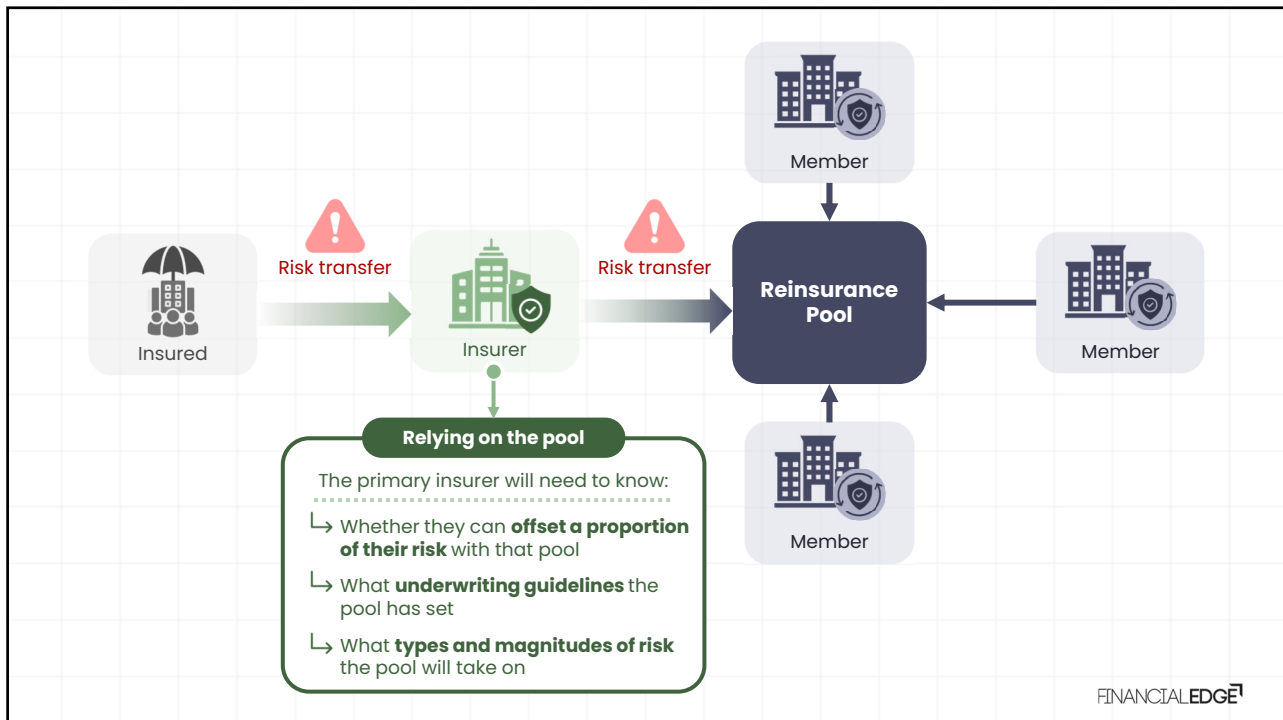 Member
Risk transfer
Risk transfer
Insured
Insurer
Reinsurance
Pool
Member
Relying on the pool
The primary insurer will need to know:
Whether they can offset a proportion
of their risk with that pool
What underwriting guidelines the
pool has set
What types and magnitudes of risk
the pool will take on
Member
FINANCIALEDGE